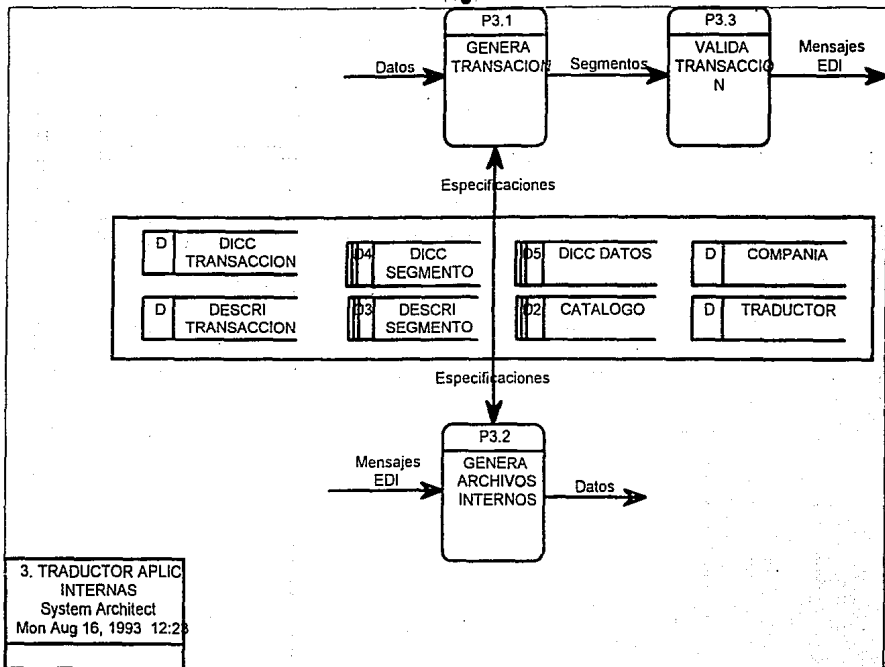 P3.1
GENERA
TRANSACION
P3.3
VALIDA
TRANSACCIO
N
Datos
Segmentos
Mensajes
EDI
Especificaciones
D
DICC
TRANSACCION
D4
DICC
SEGMENTO
D5
DICC DATOS
D
COMPANIA
D
DESCRI
TRANSACCION
D3
DESCRI
SEGMENTO
D2
CATALOGO
D
TRADUCTOR
Especificaciones
P3.2
GENERA
ARCHIVOS
INTERNOS
Mensajes
EDI
Datos
3. TRADUCTOR APLIC
INTERNAS
System Architect
Mon Aug 16, 1993 12:28